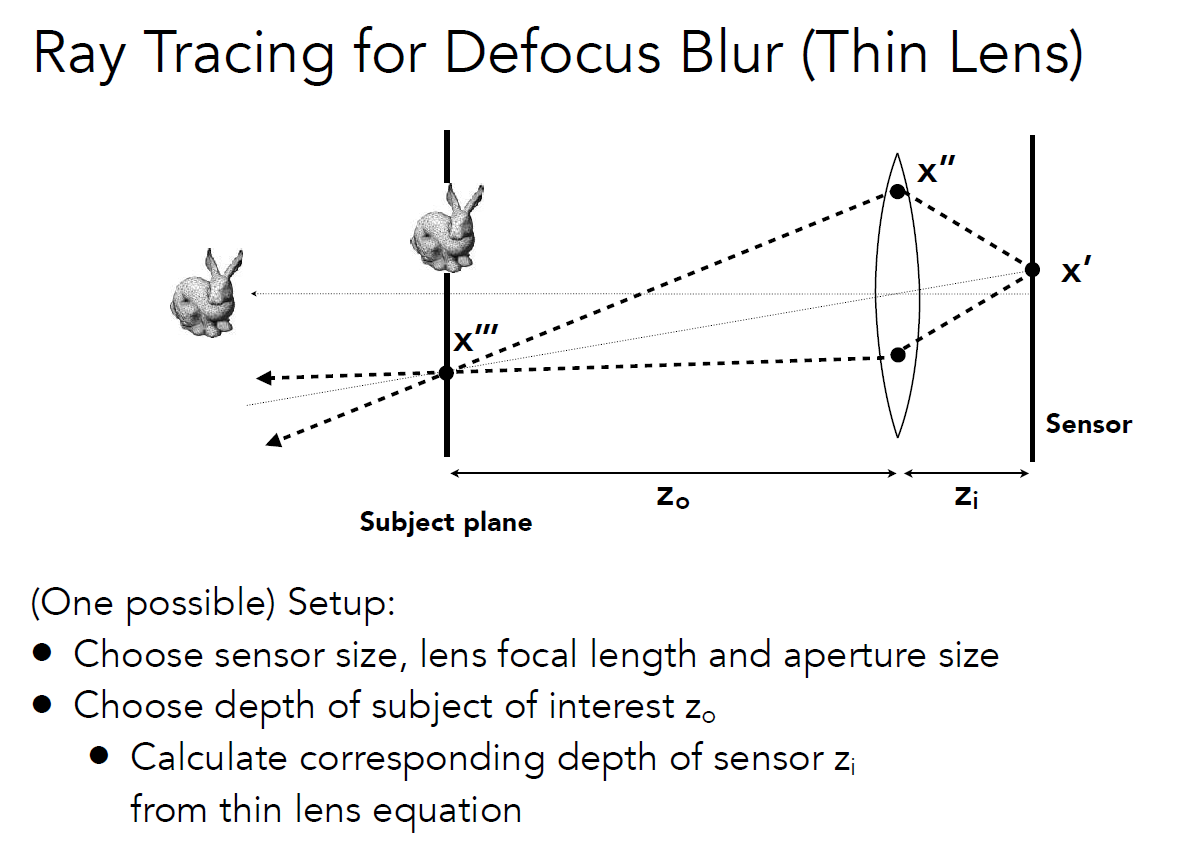 Ray Tracing for Defocus Blur (Thin Lens)
x″
x′
x‴
Sensor
zo
zi
Subject plane
(One possible) Setup:
● Choose sensor size, lens focal length and aperture size
● Choose depth of subject of interest zo
● Calculate corresponding depth of sensor zi
from thin lens equation